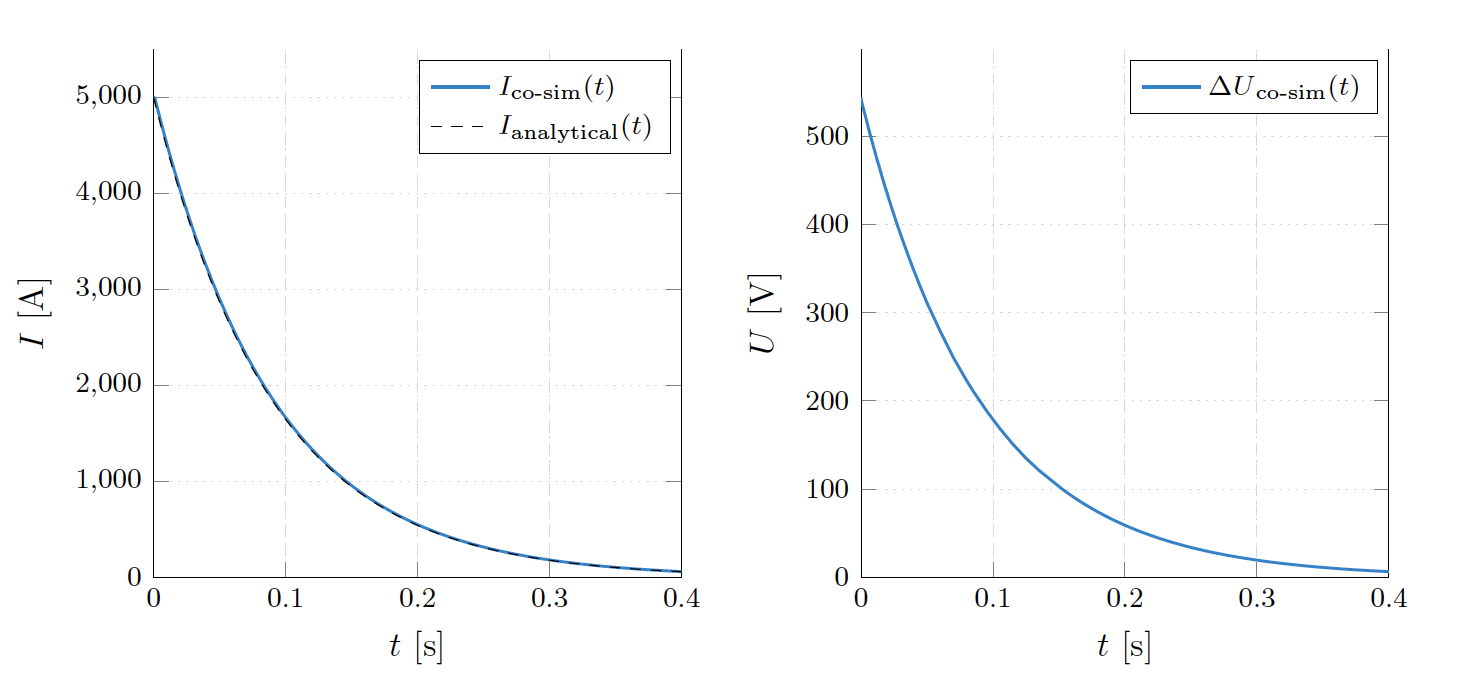 5,000
4,000
3,000
2,000
1,000
0
0 0.1 0.2 0.3 0.4
I [A]
t [s]
I_co-sim(t)
I_analytical(t)
500
400
300
200
100
0
0 0.1 0.2 0.3 0.4
U [V]
t [s]
ΔU_co-sim(t)